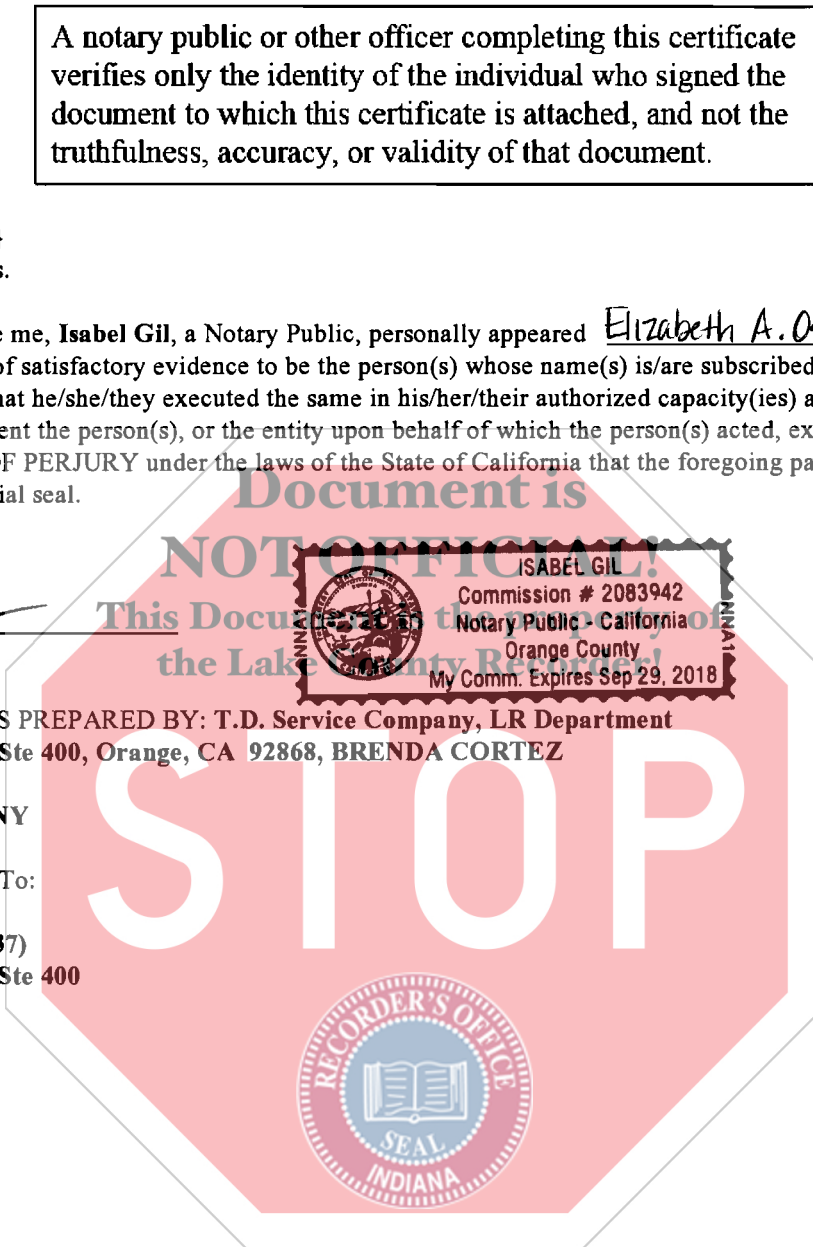 A notary public or other officer completing this certificate
verifies only the identity of the individual who signed the
document to which this certificate is attached, and not the
truthfulness, accuracy, or validity of that document.
s.
e me, Isabel Gil, a Notary Public, personally appeared Elizabeth A. O
of satisfactory evidence to be the person(s) whose name(s) is/are subscribed
hat he/she/they executed the same in his/her/their authorized capacity(ies) a
ent the person(s), or the entity upon behalf of which the person(s) acted, ex
F PERJURY under the laws of the State of California that the foregoing pa
ial seal.
Document is
NOT OFFICIAL!
This Document is the property of
the Lake County Recorder!
ISABEL GIL
Commission # 2083942
Notary Public - California
Orange County
My Comm. Expires Sep 29, 2018
NNA1
NNA1
S PREPARED BY: T.D. Service Company, LR Department
Ste 400, Orange, CA 92868, BRENDA CORTEZ
NY
To:
37)
Ste 400
STOP
RECORDER'S OFFICE
SEAL
INDIANA